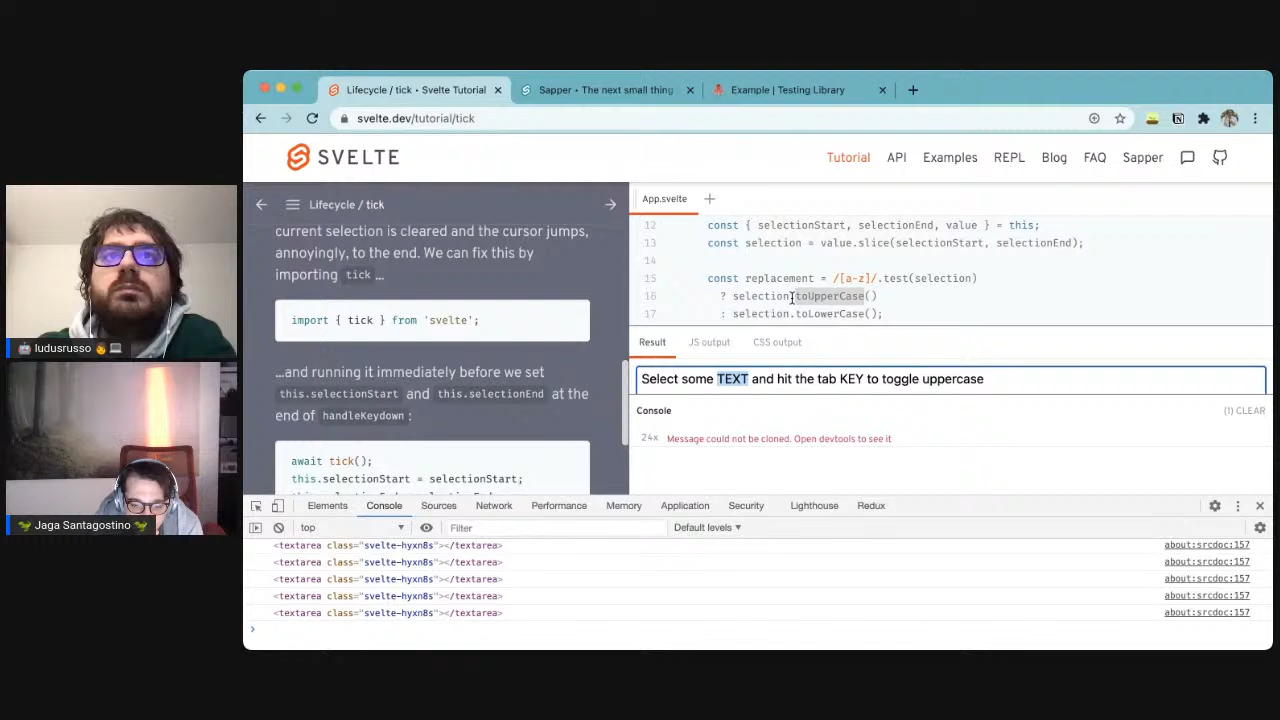 Lifecycle / tick • Svelte Tutorial
Sapper • The next small thing
Example | Testing Library
svelte.dev/tutorial/tick
SVELTE
Tutorial
API
Examples
REPL
Blog
FAQ
Sapper
Lifecycle / tick
current selection is cleared and the cursor jumps,
annoyingly, to the end. We can fix this by
importing tick ...
import { tick } from 'svelte';
...and running it immediately before we set
this.selectionStart and this.selectionEnd at the
end of handleKeydown :
await tick();
this.selectionStart = selectionStart;
App.svelte
12 const { selectionStart, selectionEnd, value } = this;
13 const selection = value.slice(selectionStart, selectionEnd);
14
15 const replacement = /[a-z]/.test(selection)
16 ? selection.toUpperCase()
17 : selection.toLowerCase();
Result
JS output
CSS output
Select some TEXT and hit the tab KEY to toggle uppercase
Console
(1) CLEAR
24x Message could not be cloned. Open devtools to see it
Elements
Console
Sources
Network
Performance
Memory
Application
Security
Lighthouse
Redux
top
Filter
Default levels
<textarea class="svelte-hyxn8s"></textarea> about:srcdoc:157
<textarea class="svelte-hyxn8s"></textarea> about:srcdoc:157
<textarea class="svelte-hyxn8s"></textarea> about:srcdoc:157
<textarea class="svelte-hyxn8s"></textarea> about:srcdoc:157
<textarea class="svelte-hyxn8s"></textarea> about:srcdoc:157
ludusrusso
Jaga Santagostino